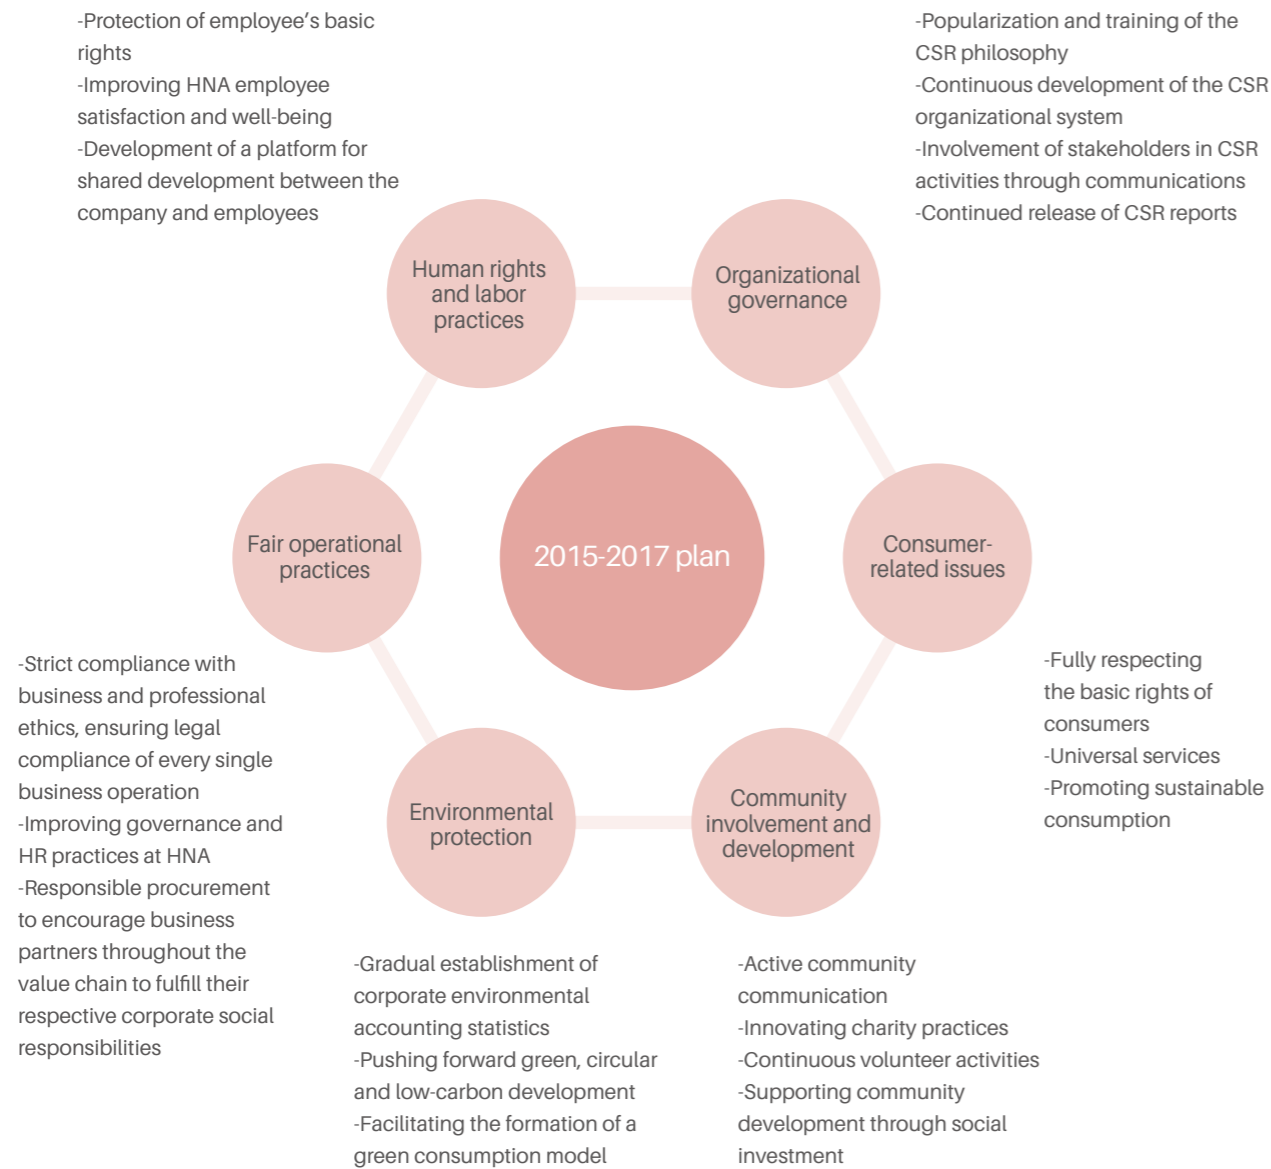 -Protection of employee's basic
rights
-Improving HNA employee
satisfaction and well-being
-Development of a platform for
shared development between the
company and employees
-Popularization and training of the
CSR philosophy
-Continuous development of the CSR
organizational system
-Involvement of stakeholders in CSR
activities through communications
-Continued release of CSR reports
Human rights
and labor
practices
Organizational
governance
Fair operational
practices
2015-2017 plan
Consumer-
related issues
-Strict compliance with
business and professional
ethics, ensuring legal
compliance of every single
business operation
-Improving governance and
HR practices at HNA
-Responsible procurement
to encourage business
partners throughout the
value chain to fulfill their
respective corporate social
responsibilities
-Fully respecting
the basic rights of
consumers
-Universal services
-Promoting sustainable
consumption
Environmental
protection
Community
involvement and
development
-Gradual establishment of
corporate environmental
accounting statistics
-Pushing forward green, circular
and low-carbon development
-Facilitating the formation of a
green consumption model
-Active community
communication
-Innovating charity practices
-Continuous volunteer activities
-Supporting community
development through social
investment